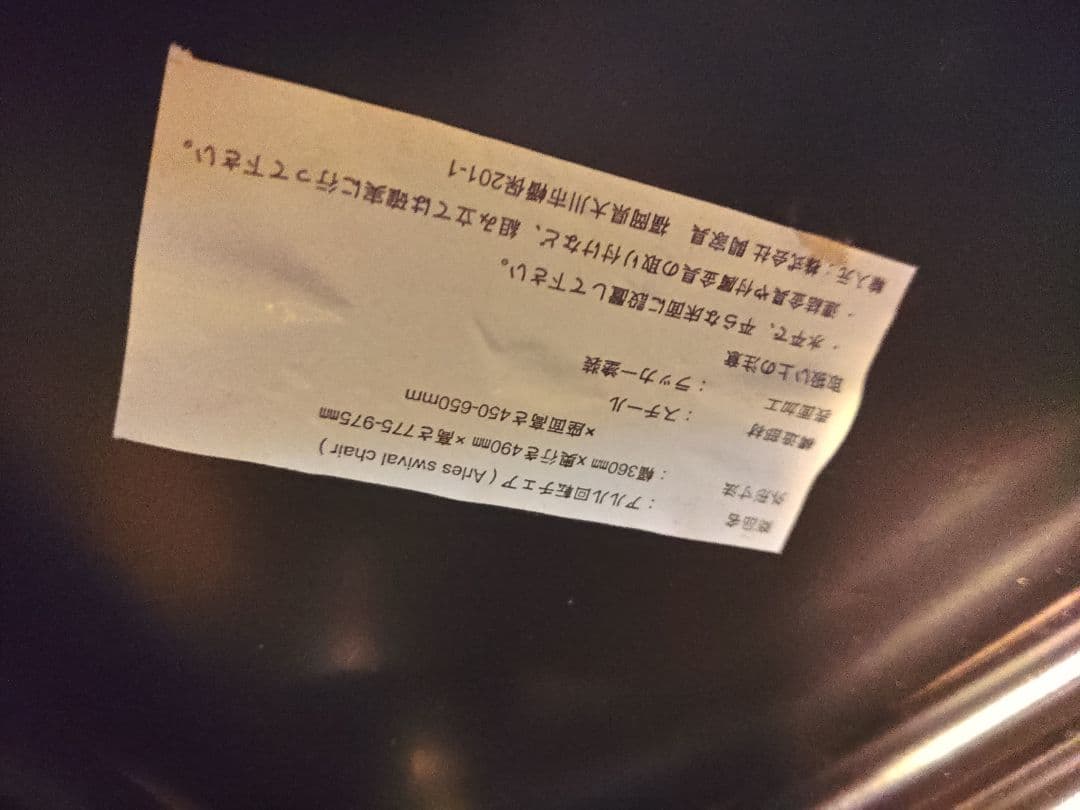 商品名 : アルル回転チェア ( Arles swival chair )
外形寸法 : 幅360㎜×奥行き490㎜×高さ775-975㎜
×座面高さ450-650mm
構造部材 : スチール
表面加工 : ラッカー塗装
取扱い上の注意
・水平で、平らな床面に設置して下さい。
・連結金具や付属金具の取り付けなど、組み立ては確実に行って下さい。
輸入元:株式会社 関家具 福岡県大川市幡保201-1